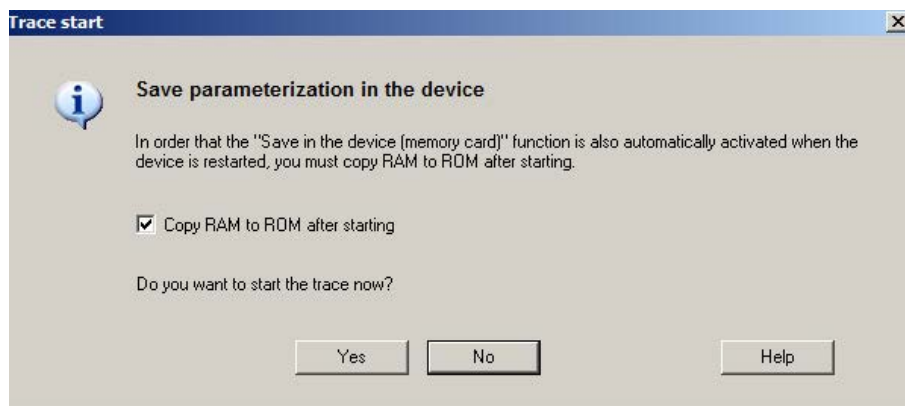 Trace start
Save parameterization in the device
In order that the "Save in the device (memory card)" function is also automatically activated when the
device is restarted, you must copy RAM to ROM after starting.
Copy RAM to ROM after starting
Do you want to start the trace now?
Yes No Help